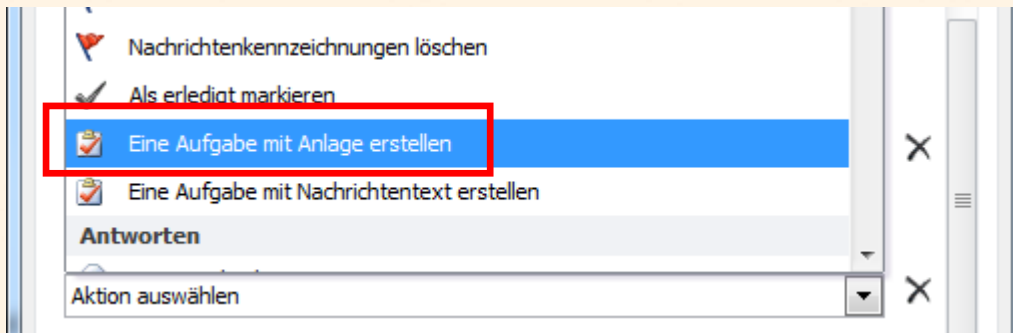 Nachrichtenkennzeichnungen löschen
Als erledigt markieren
Eine Aufgabe mit Anlage erstellen
Eine Aufgabe mit Nachrichtentext erstellen
Antworten
Aktion auswählen